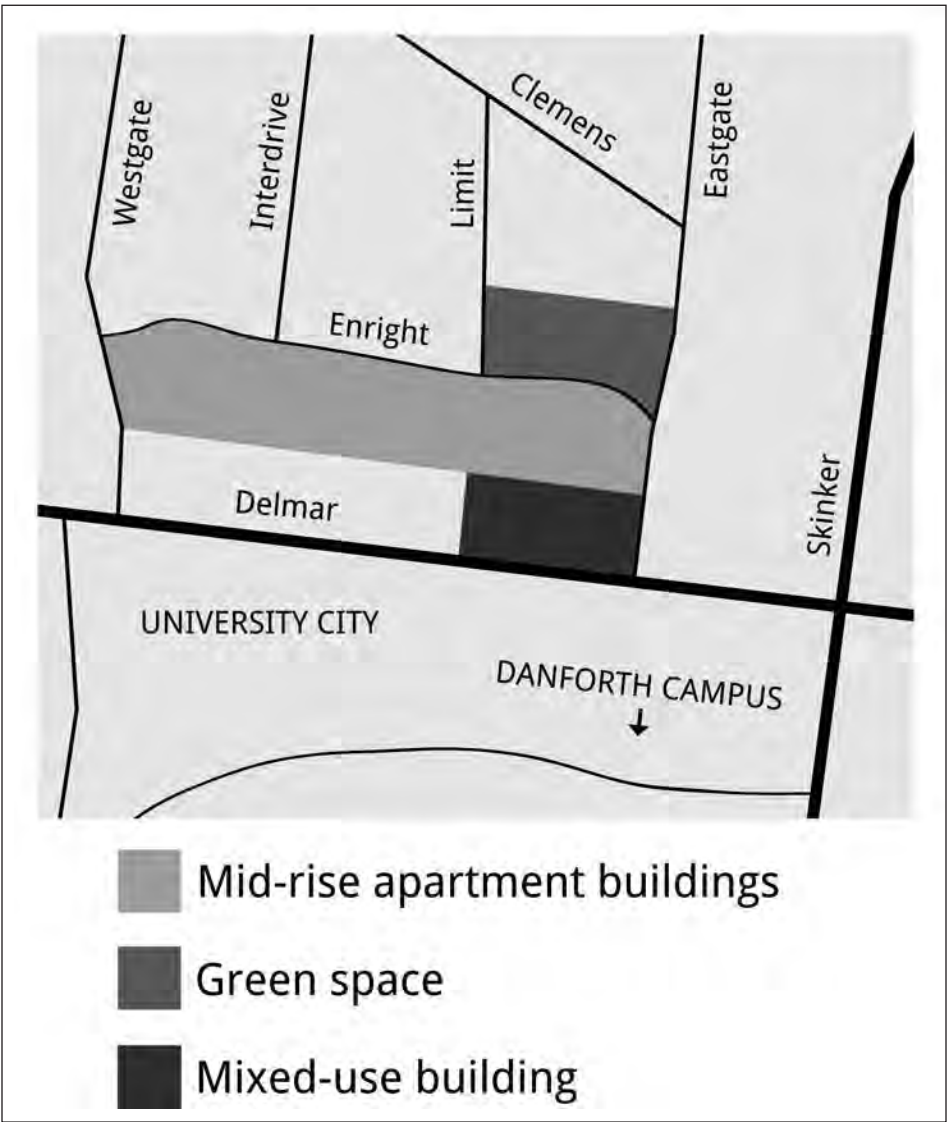 Clemens
Westgate
Interdrive
Limit
Eastgate
Enright
Skinker
Delmar
UNIVERSITY CITY
DANFORTH CAMPUS
Mid-rise apartment buildings
Green space
Mixed-use building